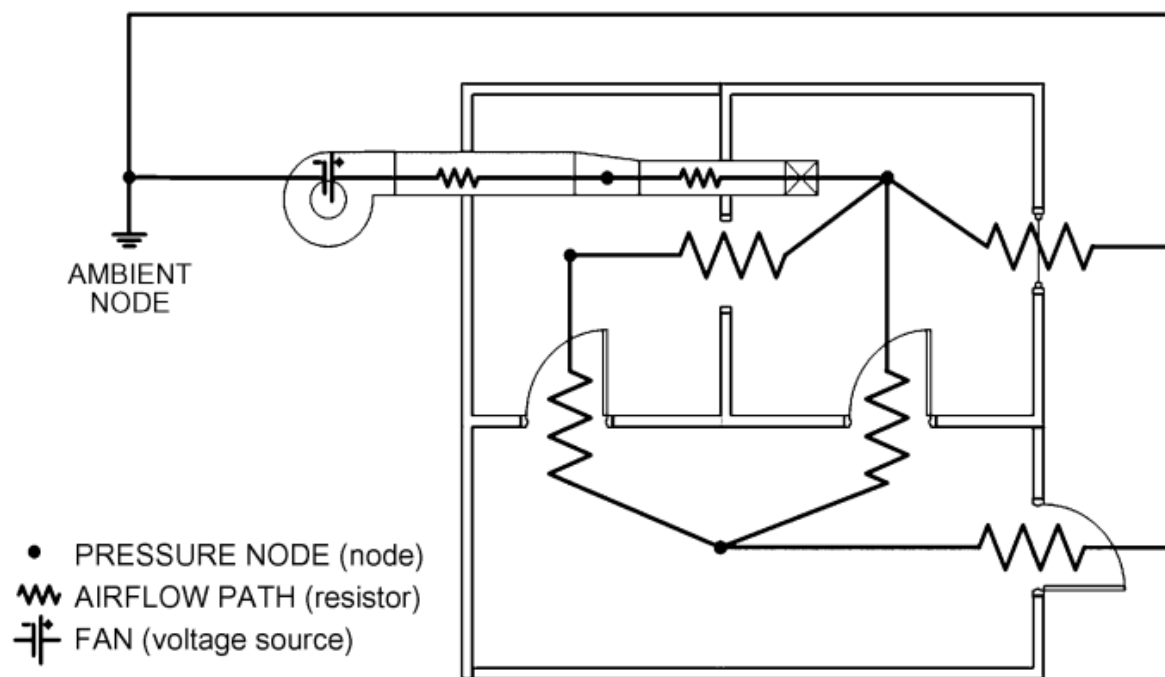 AMBIENT
NODE
PRESSURE NODE (node)
AIRFLOW PATH (resistor)
FAN (voltage source)